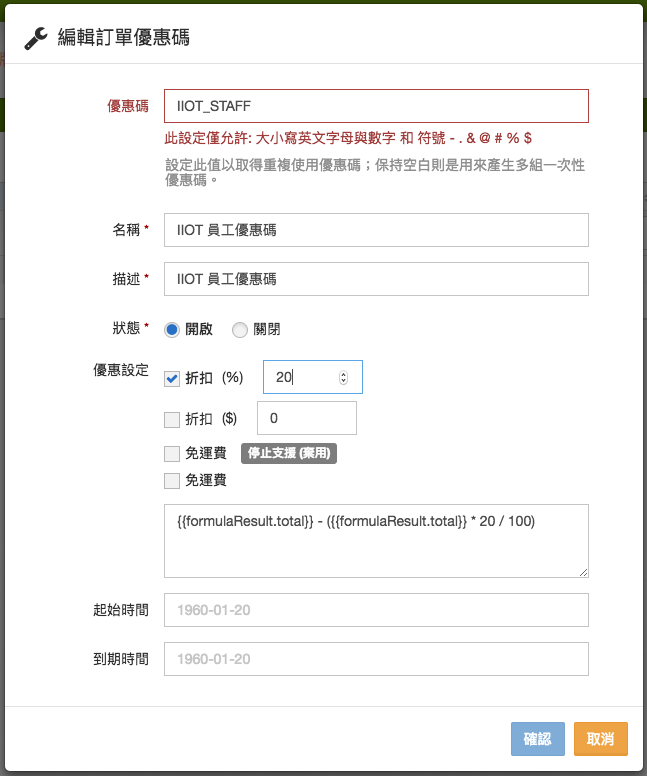 編輯訂單優惠碼
優惠碼
IIOT_STAFF
此設定僅允許: 大小寫英文字母與數字 和 符號 - . & @ # % $
設定此值以取得重複使用優惠碼；保持空白則是用來產生多組一次性
優惠碼。
名稱 *
IIOT 員工優惠碼
描述 *
IIOT 員工優惠碼
狀態 *
開啟
關閉
優惠設定
折扣 (%)
20
折扣 ($)
0
免運費
停止支援 (棄用)
免運費
{{formulaResult.total}} - ({{formulaResult.total}} * 20 / 100)
起始時間
1960-01-20
到期時間
1960-01-20
確認
取消